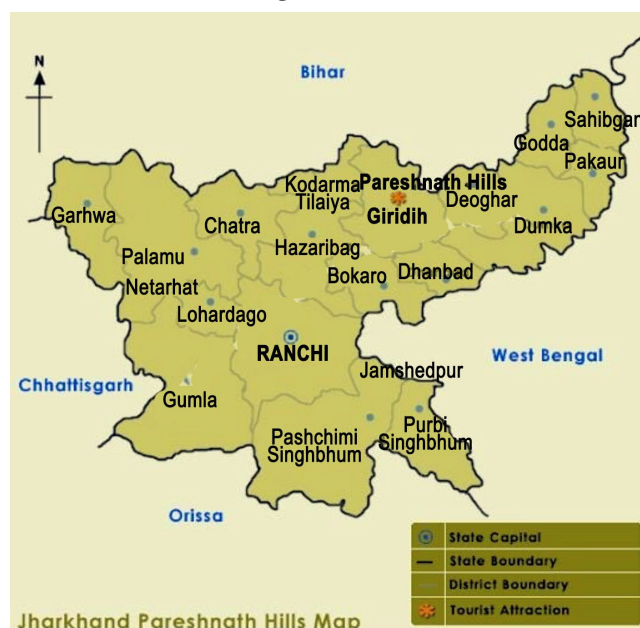 N
Bihar
Sahibgan
Godda
Pakaur
Kodarma
Tilaiya
Pareshnath Hills
Deoghar
Giridih
Garhwa
Chatra
Dumka
Palamu
Hazaribag
Netarhat
Bokaro
Dhanbad
Lohardago
RANCHI
West Bengal
Jamshedpur
Chhattisgarh
Gumla
Pashchimi
Singhbhum
Purbi
Singhbhum
Orissa
State Capital
State Boundary
District Boundary
Tourist Attraction
Jharkhand Pareshnath Hills Map